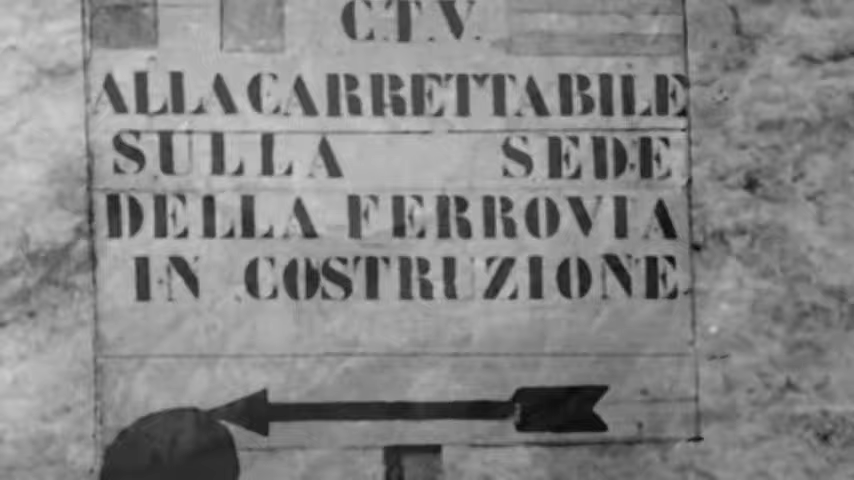 C.T.V.
ALLA CARRETTABILE
SULLA SEDE
DELLA FERROVIA
IN COSTRUZIONE